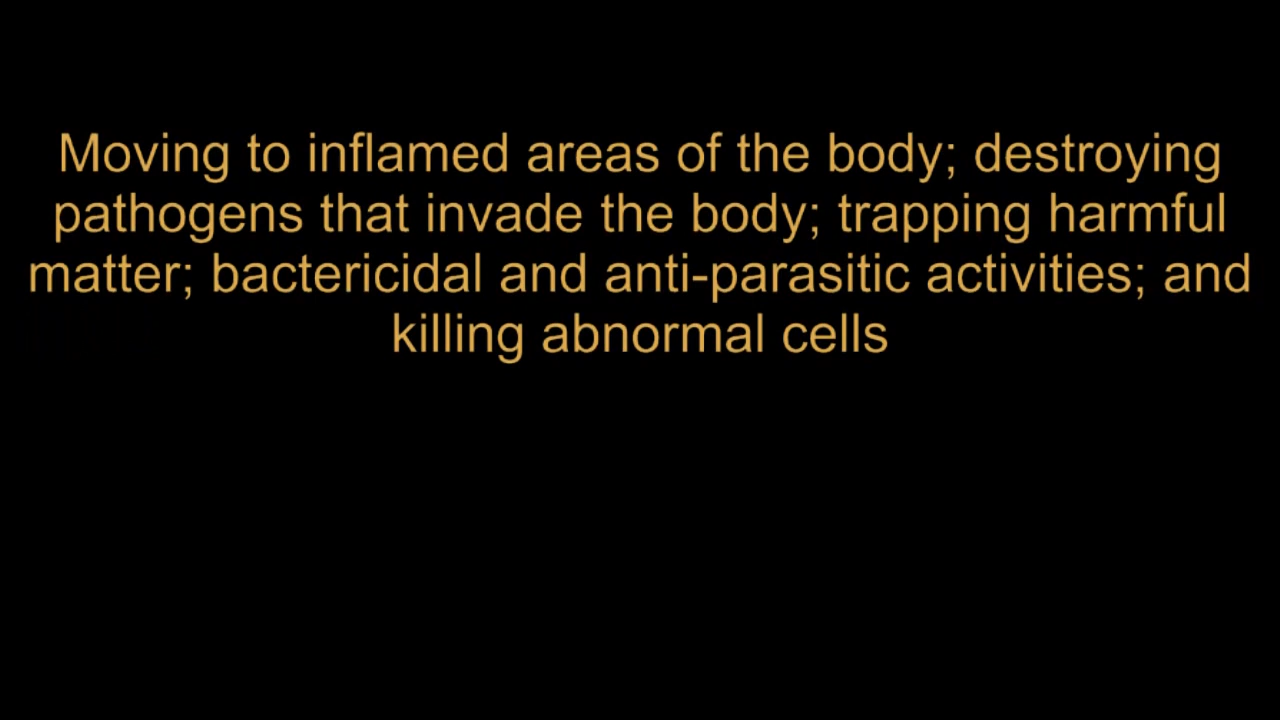 Moving to inflamed areas of the body; destroying
pathogens that invade the body; trapping harmful
matter; bactericidal and anti-parasitic activities; and
killing abnormal cells